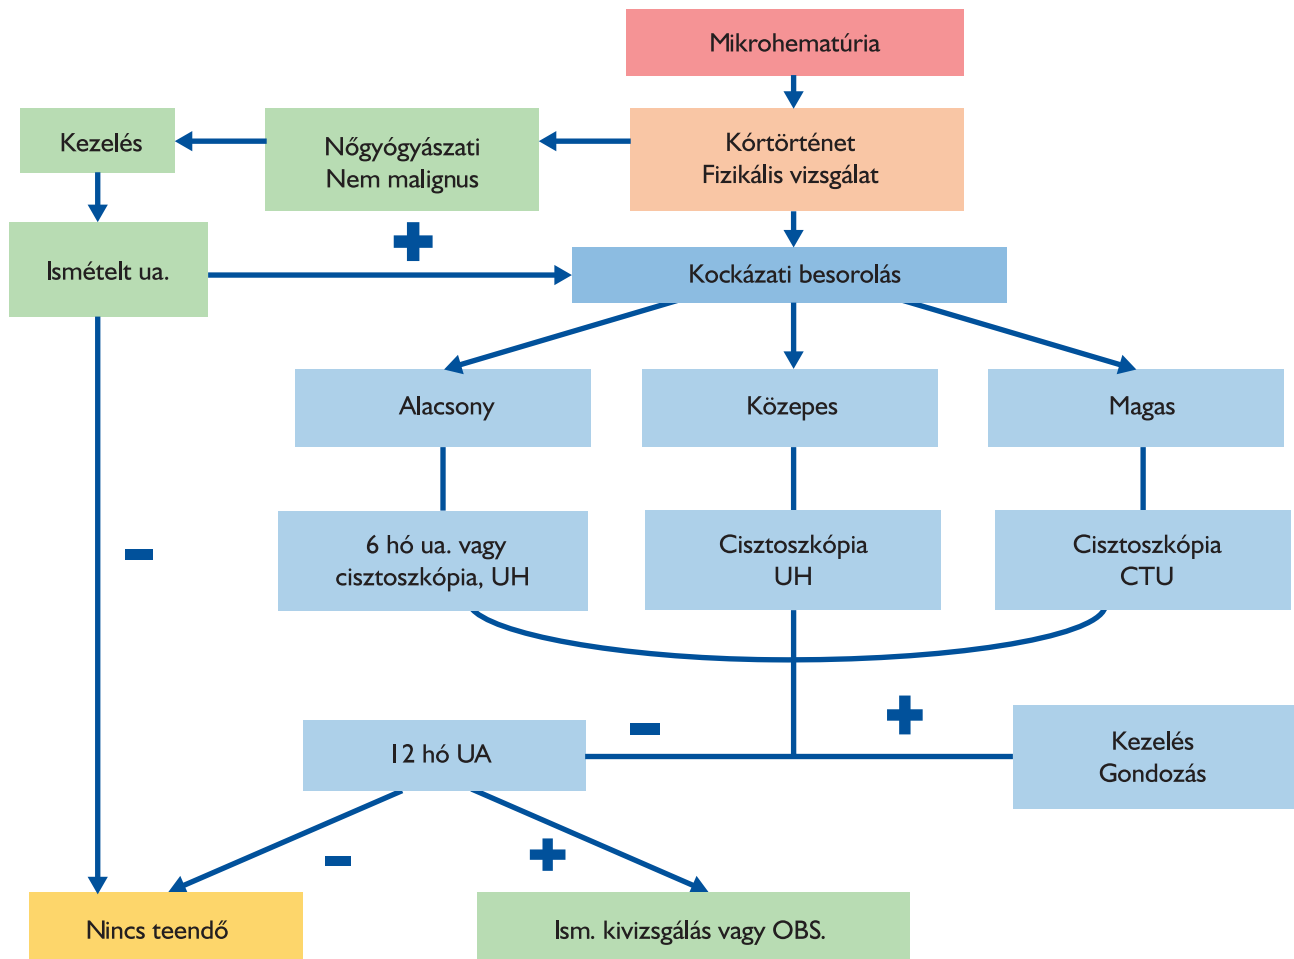 Mikrohematúria
Kezelés
Nőgyógyászati
Nem malignus
Kórtörténet
Fizikális vizsgálat
+
Ismételt ua.
Kockázati besorolás
Alacsony
Közepes
Magas
-
6 hó ua. vagy
cisztoszkópia, UH
Cisztoszkópia
UH
Cisztoszkópia
CTU
-
+
12 hó UA
Kezelés
Gondozás
-
+
Nincs teendő
Ism. kivizsgálás vagy OBS.